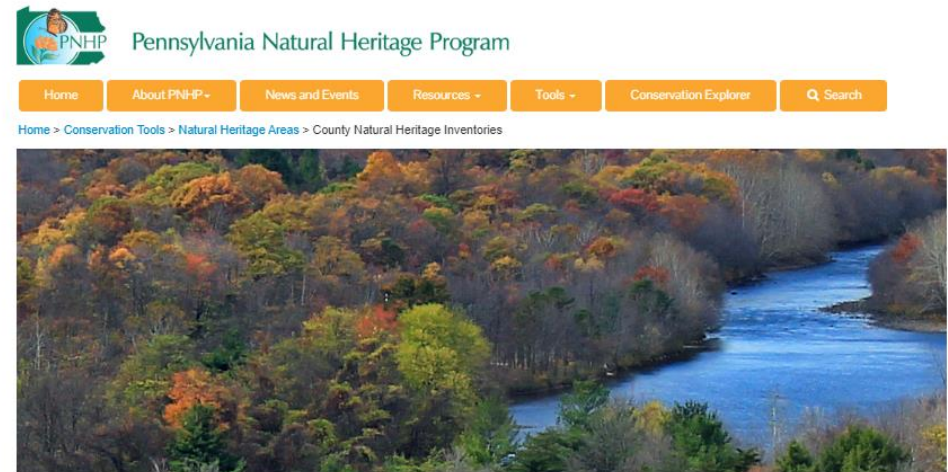 PNHP
Pennsylvania Natural Heritage Program
Home About PNHP News and Events Resources Tools Conservation Explorer Search
Home > Conservation Tools > Natural Heritage Areas > County Natural Heritage Inventories